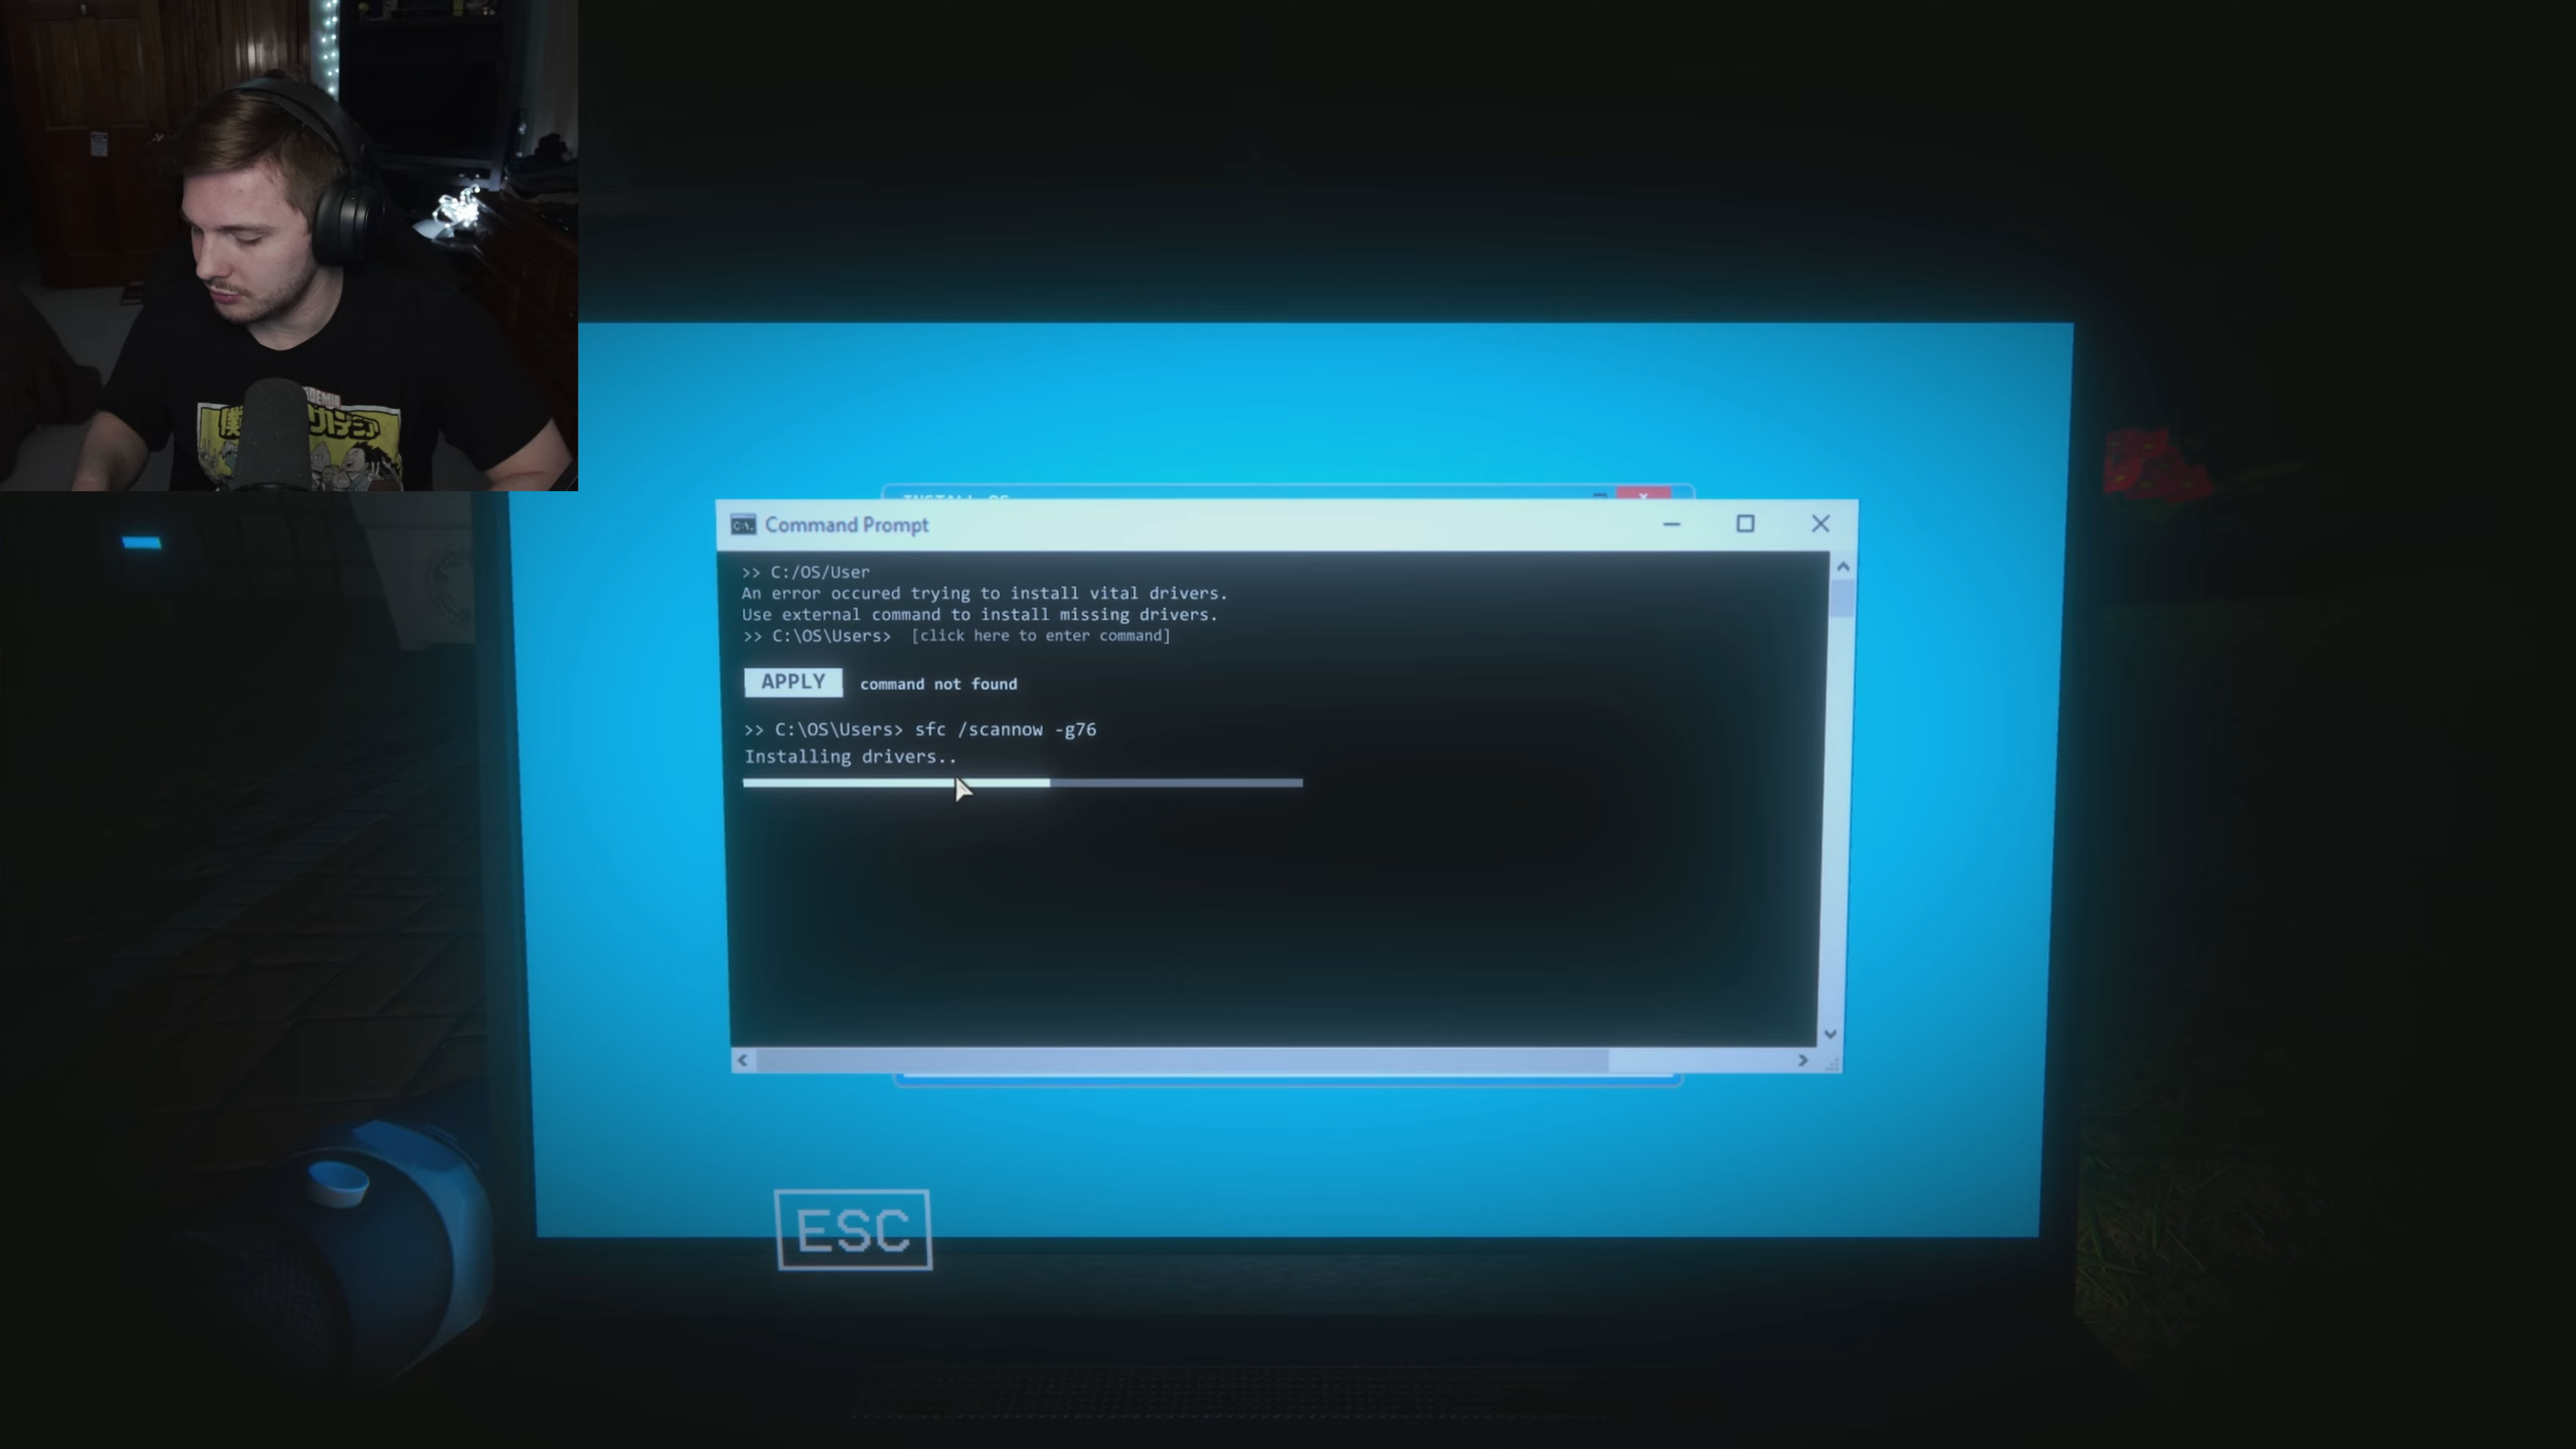 INSTALL OS
Command Prompt
>> C:/OS/User
An error occured trying to install vital drivers.
Use external command to install missing drivers.
>> C:\OS\Users> [click here to enter command]
APPLY command not found
>> C:\OS\Users> sfc /scannow -g76
Installing drivers..
ESC